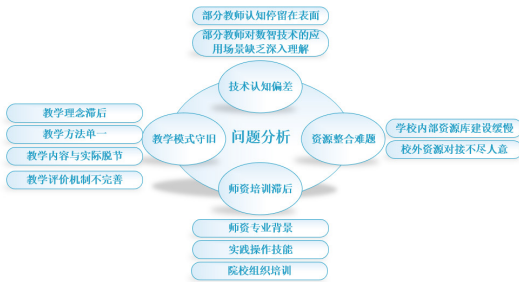 部分教师认知停留在表面
部分教师对数智技术的应
用场景缺乏深入理解
技术认知偏差
教学理念滞后
教学方法单一
教学内容与实际脱节
教学评价机制不完善
教学模式守旧
问题分析
资源整合难题
学校内部资源库建设缓慢
校外资源对接不尽人意
师资培训滞后
师资专业背景
实践操作技能
院校组织培训